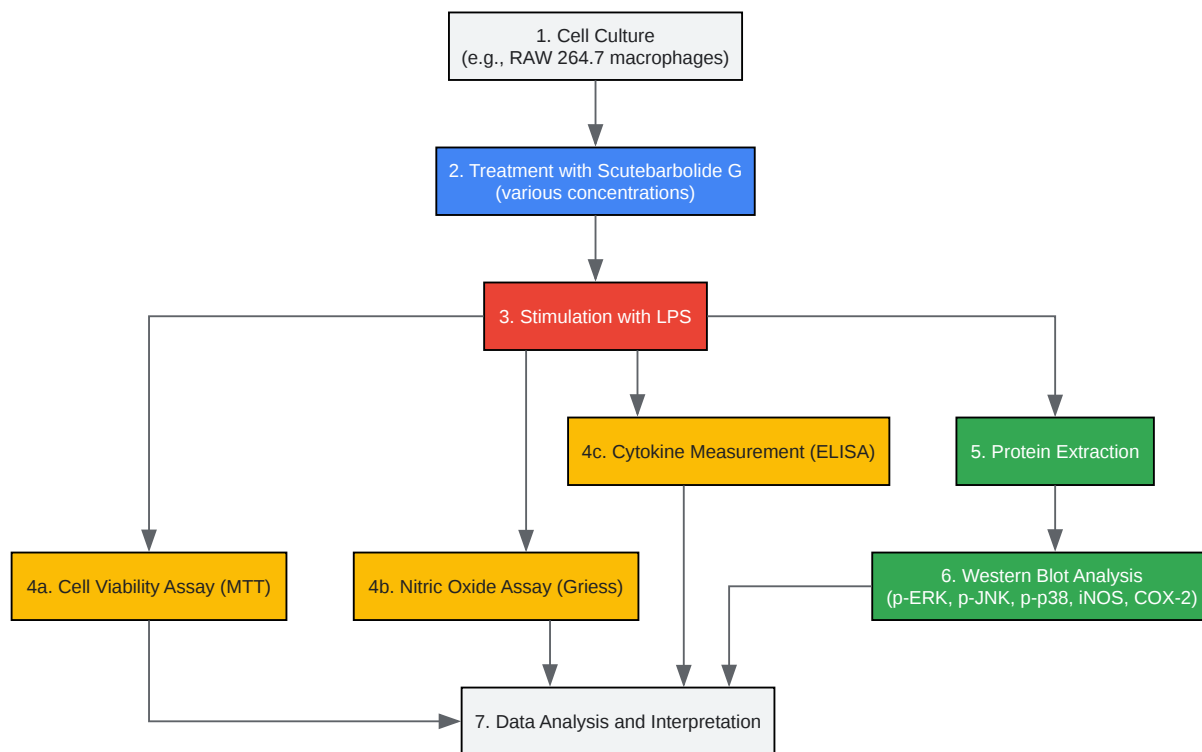 1. Cell Culture
(e.g., RAW 264.7 macrophages)
2. Treatment with Scutebarbolide G
(various concentrations)
3. Stimulation with LPS
4c. Cytokine Measurement (ELISA)
5. Protein Extraction
4a. Cell Viability Assay (MTT)
4b. Nitric Oxide Assay (Griess)
6. Western Blot Analysis
(p-ERK, p-JNK, p-p38, iNOS, COX-2)
7. Data Analysis and Interpretation